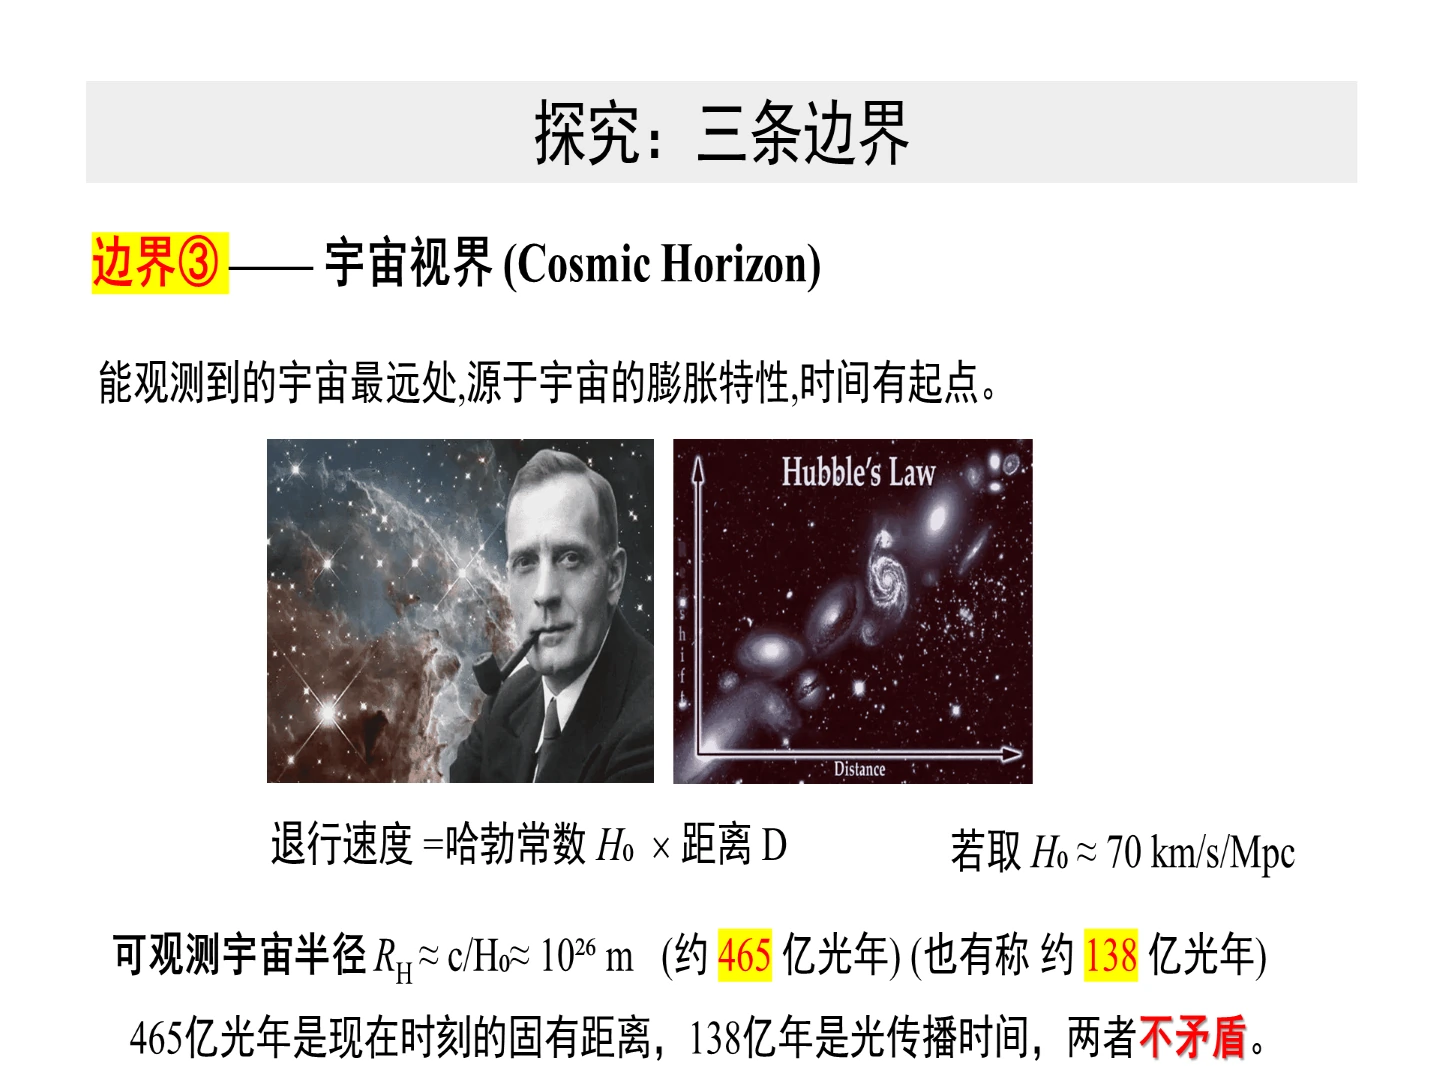 探究：三条边界
边界③—— 宇宙视界 (Cosmic Horizon)
能观测到的宇宙最远处,源于宇宙的膨胀特性,时间有起点。
Hubble's Law
Distance
退行速度 =哈勃常数 H₀ × 距离 D
若取 H₀ ≈ 70 km/s/Mpc
可观测宇宙半径 R_H ≈ c/H₀≈ 10²⁶ m (约 465 亿光年) (也有称 约 138 亿光年)
465亿光年是现在时刻的固有距离，138亿年是光传播时间，两者不矛盾。